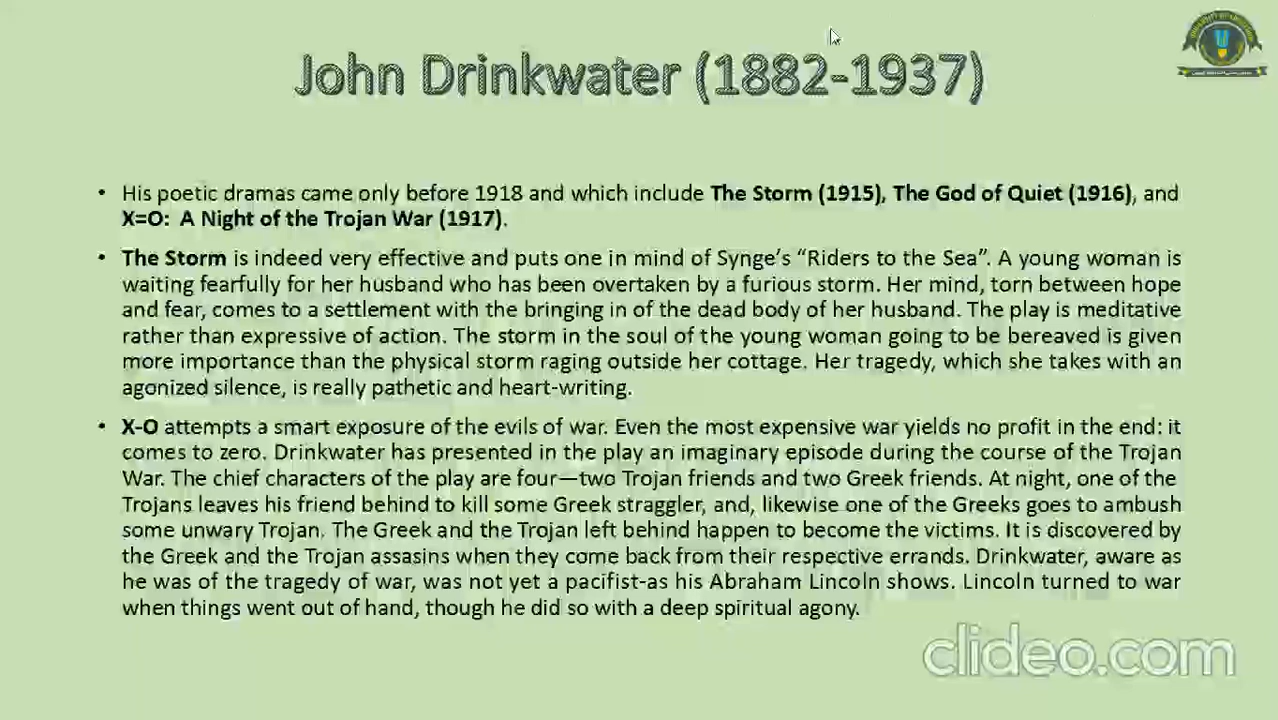 John Drinkwater (1882-1937)
• His poetic dramas came only before 1918 and which include The Storm (1915), The God of Quiet (1916), and
X=O: A Night of the Trojan War (1917).
• The Storm is indeed very effective and puts one in mind of Synge's “Riders to the Sea”. A young woman is
waiting fearfully for her husband who has been overtaken by a furious storm. Her mind, torn between hope
and fear, comes to a settlement with the bringing in of the dead body of her husband. The play is meditative
rather than expressive of action. The storm in the soul of the young woman going to be bereaved is given
more importance than the physical storm raging outside her cottage. Her tragedy, which she takes with an
agonized silence, is really pathetic and heart-writing.
• X-O attempts a smart exposure of the evils of war. Even the most expensive war yields no profit in the end: it
comes to zero. Drinkwater has presented in the play an imaginary episode during the course of the Trojan
War. The chief characters of the play are four—two Trojan friends and two Greek friends. At night, one of the
Trojans leaves his friend behind to kill some Greek straggler, and, likewise one of the Greeks goes to ambush
some unwary Trojan. The Greek and the Trojan left behind happen to become the victims. It is discovered by
the Greek and the Trojan assasins when they come back from their respective errands. Drinkwater, aware as
he was of the tragedy of war, was not yet a pacifist-as his Abraham Lincoln shows. Lincoln turned to war
when things went out of hand, though he did so with a deep spiritual agony.
clideo.com